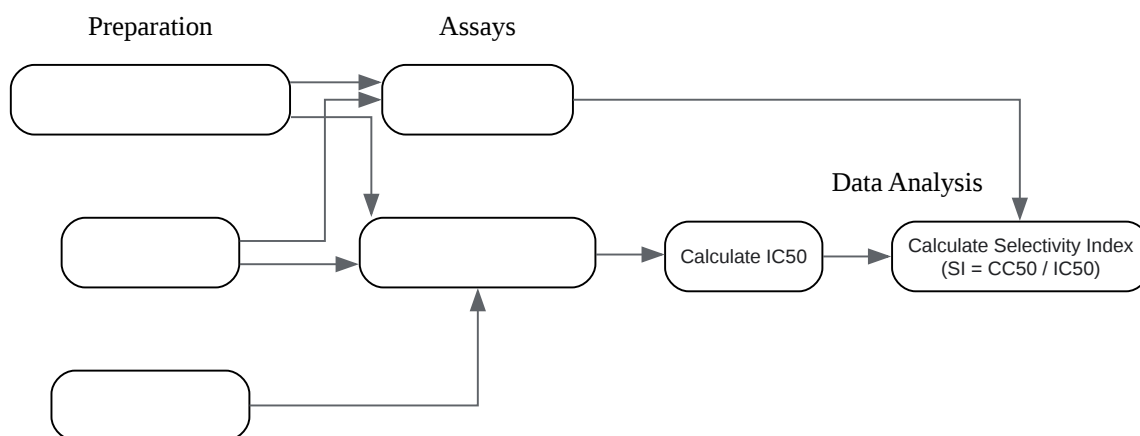 Preparation
Assays
Data Analysis
Calculate IC50
Calculate Selectivity Index
(SI = CC50 / IC50)